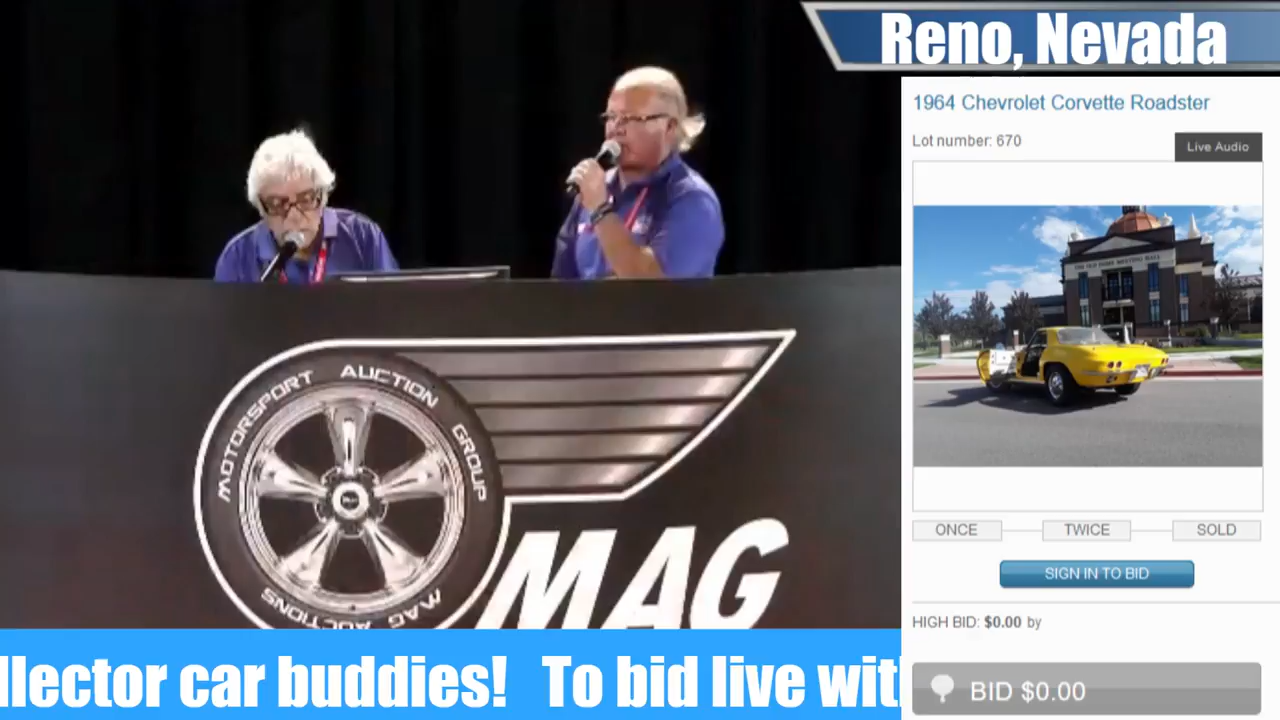 Reno, Nevada
1964 Chevrolet Corvette Roadster
Lot number: 670
Live Audio
MOTORSPORT AUCTION GROUP
MAG AUCTIONS
MAG
ONCE
TWICE
SOLD
SIGN IN TO BID
HIGH BID: $0.00 by
BID $0.00
llector car buddies! To bid live wit